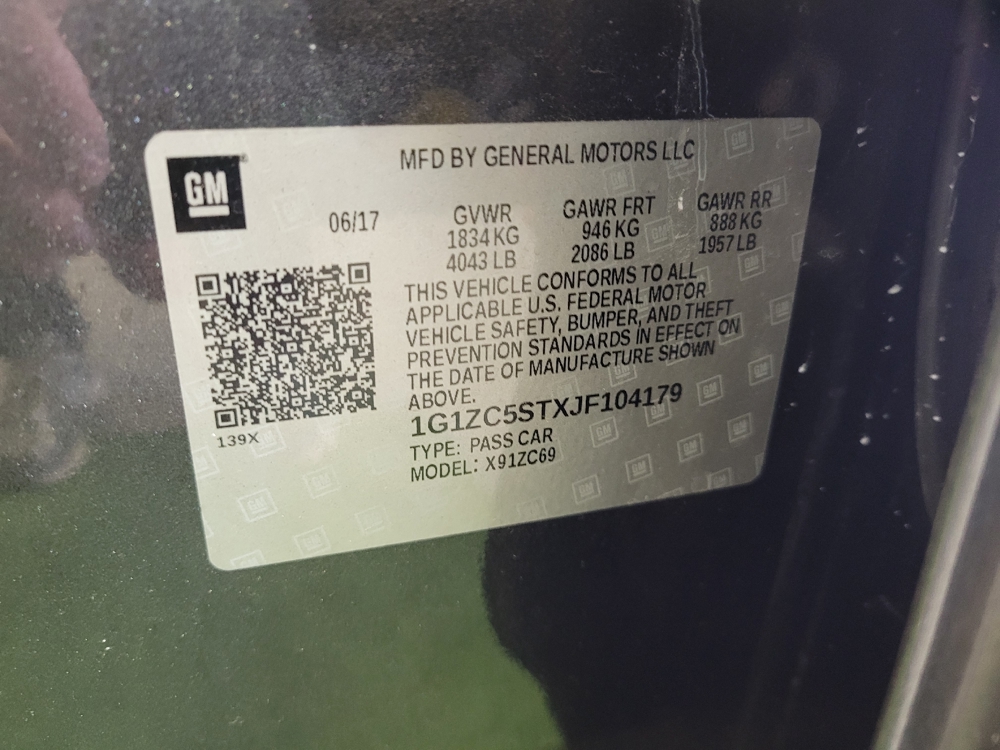 GM
MFD BY GENERAL MOTORS LLC
06/17
GVWR
1834 KG
4043 LB
GAWR FRT
946 KG
2086 LB
GAWR RR
888 KG
1957 LB
THIS VEHICLE CONFORMS TO ALL
APPLICABLE U.S. FEDERAL MOTOR
VEHICLE SAFETY, BUMPER, AND THEFT
PREVENTION STANDARDS IN EFFECT ON
THE DATE OF MANUFACTURE SHOWN
ABOVE.
1G1ZC5STXJF104179
TYPE: PASS CAR
MODEL: X91ZC69
139X